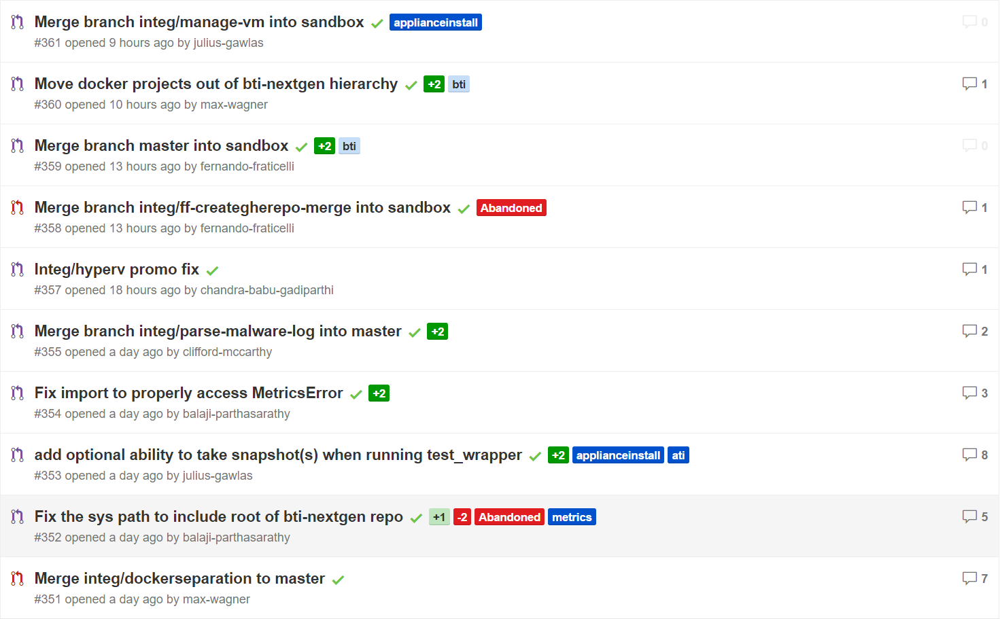 Merge branch integ/manage-vm into sandbox applianceinstall 0
#361 opened 9 hours ago by julius-gawlas
Move docker projects out of bti-nextgen hierarchy +2 bti 1
#360 opened 10 hours ago by max-wagner
Merge branch master into sandbox +2 bti 0
#359 opened 13 hours ago by fernando-fraticelli
Merge branch integ/ff-creategherepo-merge into sandbox Abandoned 1
#358 opened 13 hours ago by fernando-fraticelli
Integ/hyperv promo fix 1
#357 opened 18 hours ago by chandra-babu-gadiparthi
Merge branch integ/parse-malware-log into master +2 2
#355 opened a day ago by clifford-mccarthy
Fix import to properly access MetricsError +2 3
#354 opened a day ago by balaji-parthasarathy
add optional ability to take snapshot(s) when running test_wrapper +2 applianceinstall ati 8
#353 opened a day ago by julius-gawlas
Fix the sys path to include root of bti-nextgen repo +1 -2 Abandoned metrics 5
#352 opened a day ago by balaji-parthasarathy
Merge integ/dockerseparation to master 7
#351 opened a day ago by max-wagner